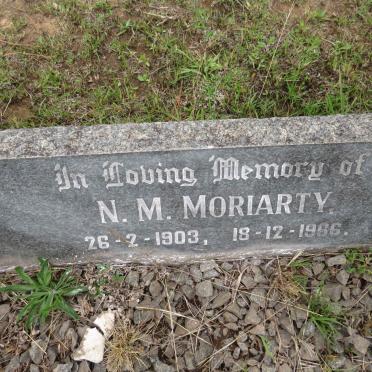 In Loving Memory of
N. M. MORIARTY.
26-2-1903, 18-12-1966.